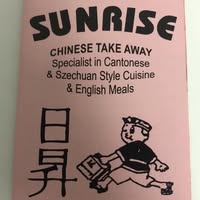 SUNRISE
CHINESE TAKE AWAY
Specialist in Cantonese
& Szechuan Style Cuisine
& English Meals
日
昇